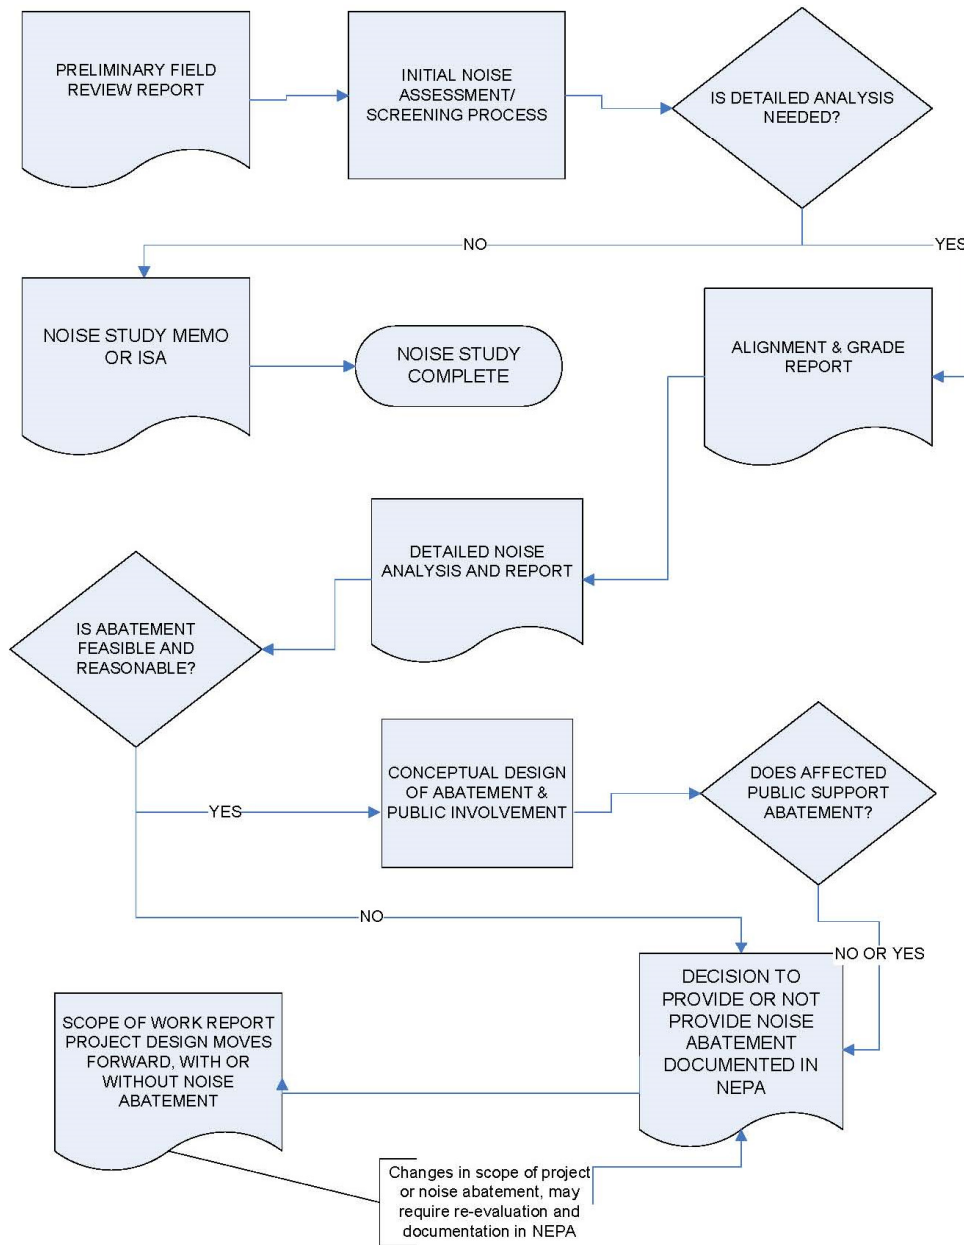 PRELIMINARY FIELD
REVIEW REPORT
INITIAL NOISE
ASSESSMENT/
SCREENING PROCESS
IS DETAILED ANALYSIS
NEEDED?
NO
YES
NOISE STUDY MEMO
OR ISA
NOISE STUDY
COMPLETE
ALIGNMENT & GRADE
REPORT
DETAILED NOISE
ANALYSIS AND REPORT
IS ABATEMENT
FEASIBLE AND
REASONABLE?
YES
CONCEPTUAL DESIGN
OF ABATEMENT &
PUBLIC INVOLVEMENT
DOES AFFECTED
PUBLIC SUPPORT
ABATEMENT?
NO
NO OR YES
DECISION TO
PROVIDE OR NOT
PROVIDE NOISE
ABATEMENT
DOCUMENTED IN
NEPA
SCOPE OF WORK REPORT
PROJECT DESIGN MOVES
FORWARD, WITH OR
WITHOUT NOISE
ABATEMENT
Changes in scope of project
or noise abatement, may
require re-evaluation and
documentation in NEPA